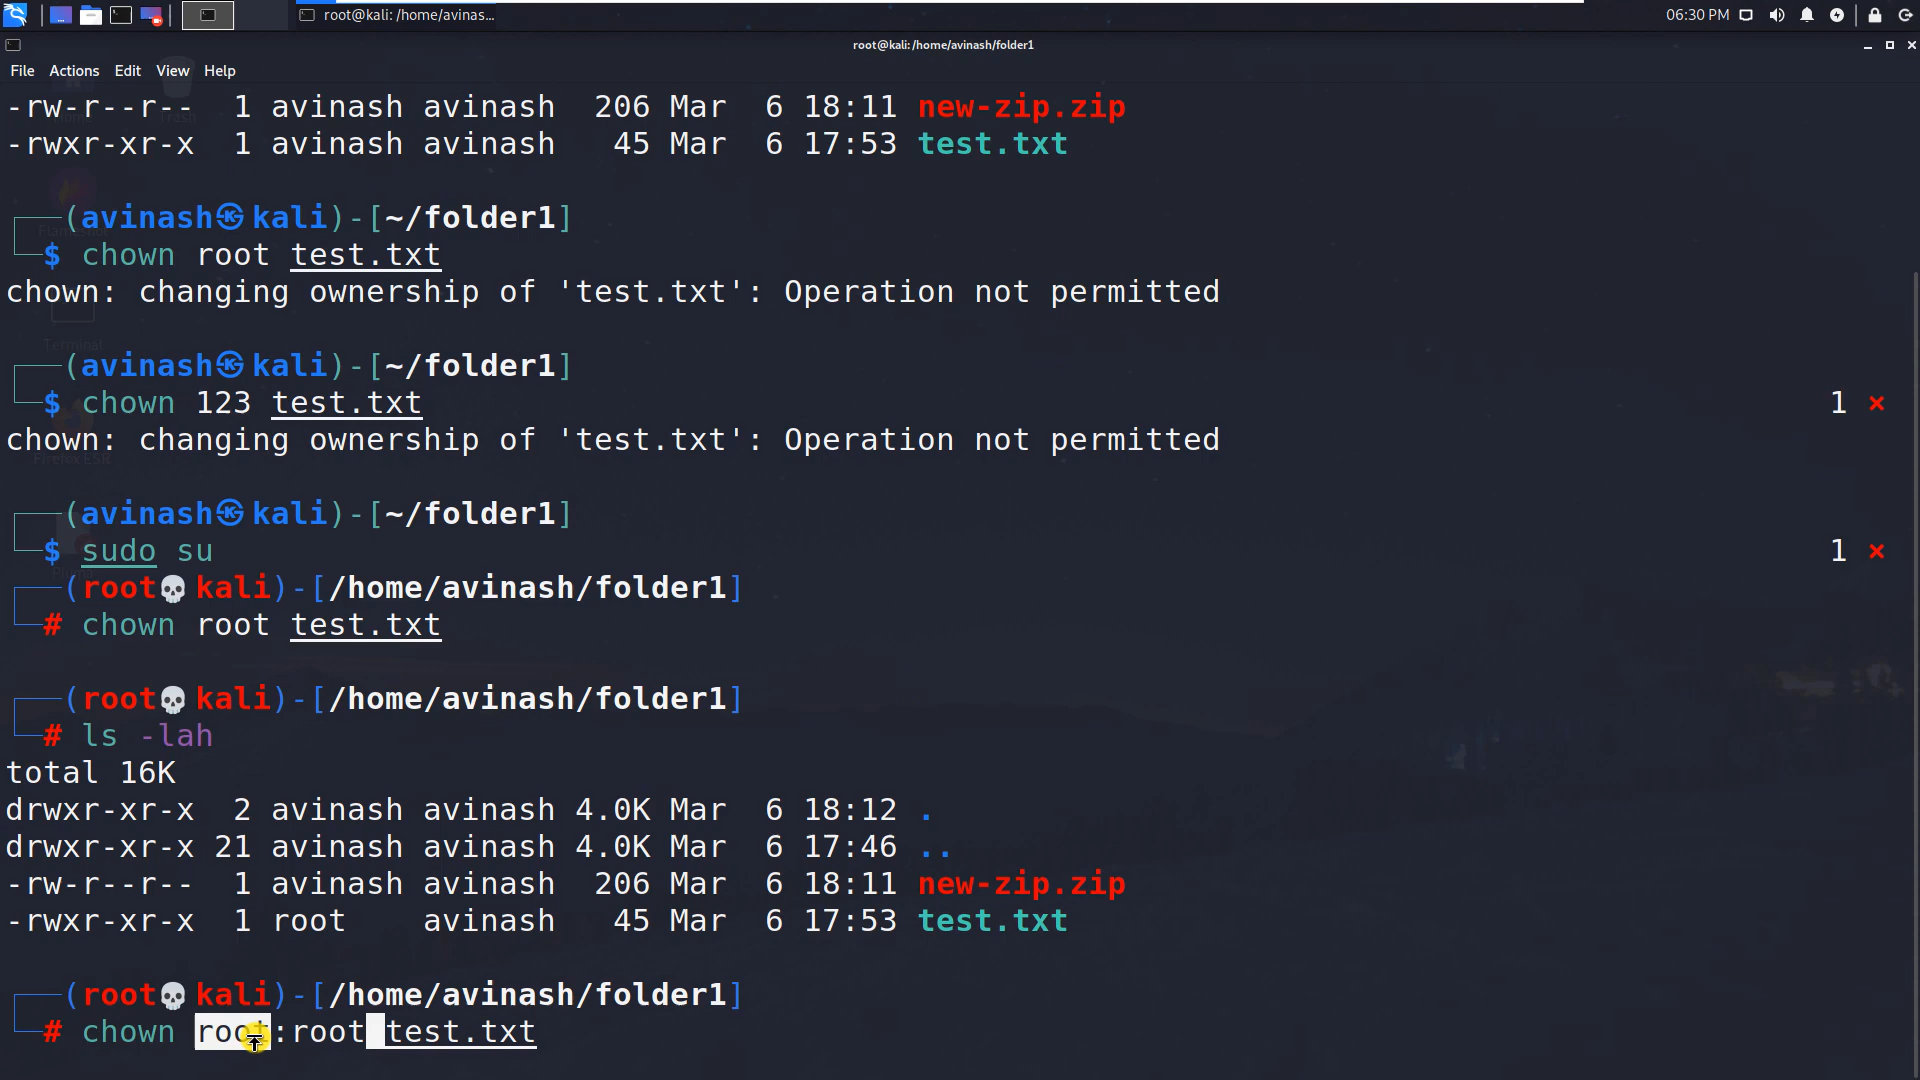 root@kali: /home/avinas...
06:30 PM
root@kali: /home/avinash/folder1
File Actions Edit View Help
-rw-r--r-- 1 avinash avinash 206 Mar 6 18:11 new-zip.zip
-rwxr-xr-x 1 avinash avinash 45 Mar 6 17:53 test.txt
(avinash㉿kali)-[~/folder1]
$ chown root test.txt
chown: changing ownership of 'test.txt': Operation not permitted
(avinash㉿kali)-[~/folder1]
$ chown 123 test.txt 1 ×
chown: changing ownership of 'test.txt': Operation not permitted
(avinash㉿kali)-[~/folder1]
$ sudo su 1 ×
(root💀kali)-[/home/avinash/folder1]
# chown root test.txt
(root💀kali)-[/home/avinash/folder1]
# ls -lah
total 16K
drwxr-xr-x 2 avinash avinash 4.0K Mar 6 18:12 .
drwxr-xr-x 21 avinash avinash 4.0K Mar 6 17:46 ..
-rw-r--r-- 1 avinash avinash 206 Mar 6 18:11 new-zip.zip
-rwxr-xr-x 1 root avinash 45 Mar 6 17:53 test.txt
(root💀kali)-[/home/avinash/folder1]
# chown root:root test.txt